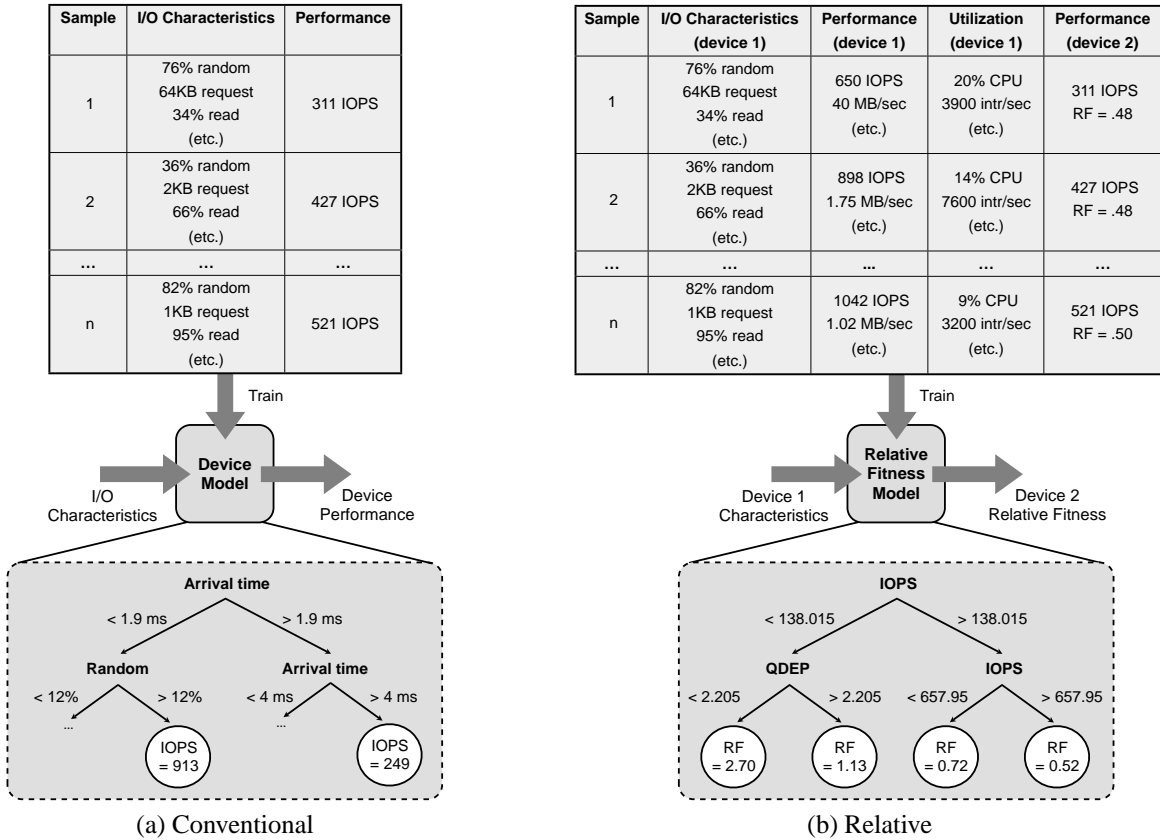 Sample I/O Characteristics Performance
1
76% random
64KB request
34% read
(etc.)
311 IOPS
2
36% random
2KB request
66% read
(etc.)
427 IOPS
… … …
n
82% random
1KB request
95% read
(etc.)
521 IOPS
Train
Device
Model
I/O
Characteristics
Device
Performance
Arrival time
< 1.9 ms > 1.9 ms
Random Arrival time
< 12% > 12% < 4 ms > 4 ms
... ...
IOPS
= 913
IOPS
= 249
(a) Conventional
Sample
I/O Characteristics
(device 1)
Performance
(device 1)
Utilization
(device 1)
Performance
(device 2)
1
76% random
64KB request
34% read
(etc.)
650 IOPS
40 MB/sec
(etc.)
20% CPU
3900 intr/sec
(etc.)
311 IOPS
RF = .48
2
36% random
2KB request
66% read
(etc.)
898 IOPS
1.75 MB/sec
(etc.)
14% CPU
7600 intr/sec
(etc.)
427 IOPS
RF = .48
… … ... … …
n
82% random
1KB request
95% read
(etc.)
1042 IOPS
1.02 MB/sec
(etc.)
9% CPU
3200 intr/sec
(etc.)
521 IOPS
RF = .50
Train
Relative
Fitness
Model
Device 1
Characteristics
Device 2
Relative Fitness
IOPS
< 138.015 > 138.015
QDEP IOPS
< 2.205 > 2.205 < 657.95 > 657.95
RF
= 2.70
RF
= 1.13
RF
= 0.72
RF
= 0.52
(b) Relative